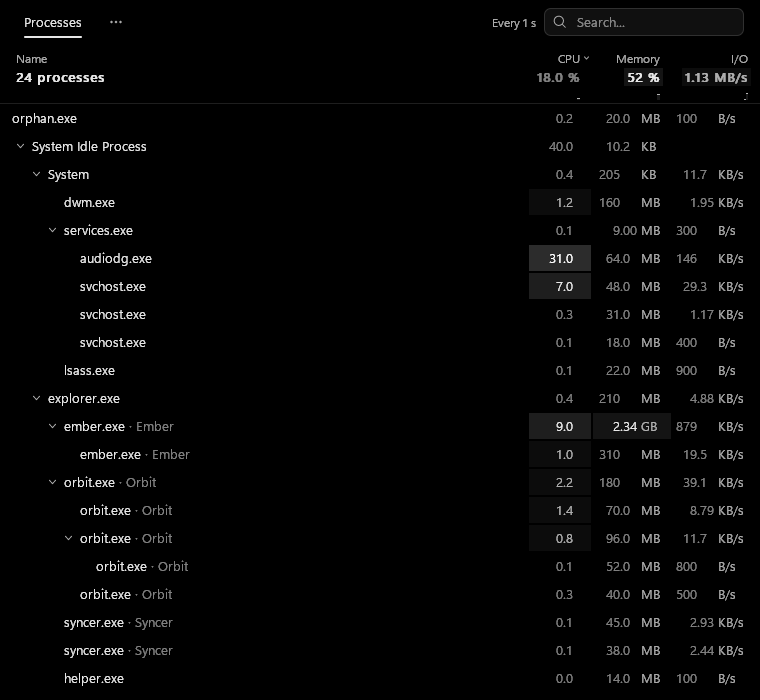 Processes ··· Every 1 s Search...
Name CPU Memory I/O
24 processes 18.0 % 52 % 1.13 MB/s
orphan.exe 0.2 20.0 MB 100 B/s
System Idle Process 40.0 10.2 KB
System 0.4 205 KB 11.7 KB/s
dwm.exe 1.2 160 MB 1.95 KB/s
services.exe 0.1 9.00 MB 300 B/s
audiodg.exe 31.0 64.0 MB 146 KB/s
svchost.exe 7.0 48.0 MB 29.3 KB/s
svchost.exe 0.3 31.0 MB 1.17 KB/s
svchost.exe 0.1 18.0 MB 400 B/s
lsass.exe 0.1 22.0 MB 900 B/s
explorer.exe 0.4 210 MB 4.88 KB/s
ember.exe · Ember 9.0 2.34 GB 879 KB/s
ember.exe · Ember 1.0 310 MB 19.5 KB/s
orbit.exe · Orbit 2.2 180 MB 39.1 KB/s
orbit.exe · Orbit 1.4 70.0 MB 8.79 KB/s
orbit.exe · Orbit 0.8 96.0 MB 11.7 KB/s
orbit.exe · Orbit 0.1 52.0 MB 800 B/s
orbit.exe · Orbit 0.3 40.0 MB 500 B/s
syncer.exe · Syncer 0.1 45.0 MB 2.93 KB/s
syncer.exe · Syncer 0.1 38.0 MB 2.44 KB/s
helper.exe 0.0 14.0 MB 100 B/s